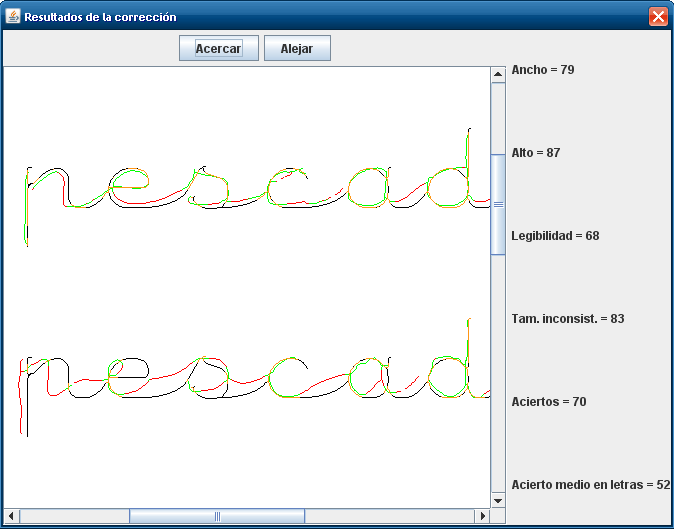 Resultados de la corrección
Acercar Alejar
Ancho = 79
Alto = 87
Legibilidad = 68
Tam. inconsist. = 83
Aciertos = 70
Acierto medio en letras = 52
pescad
pescad